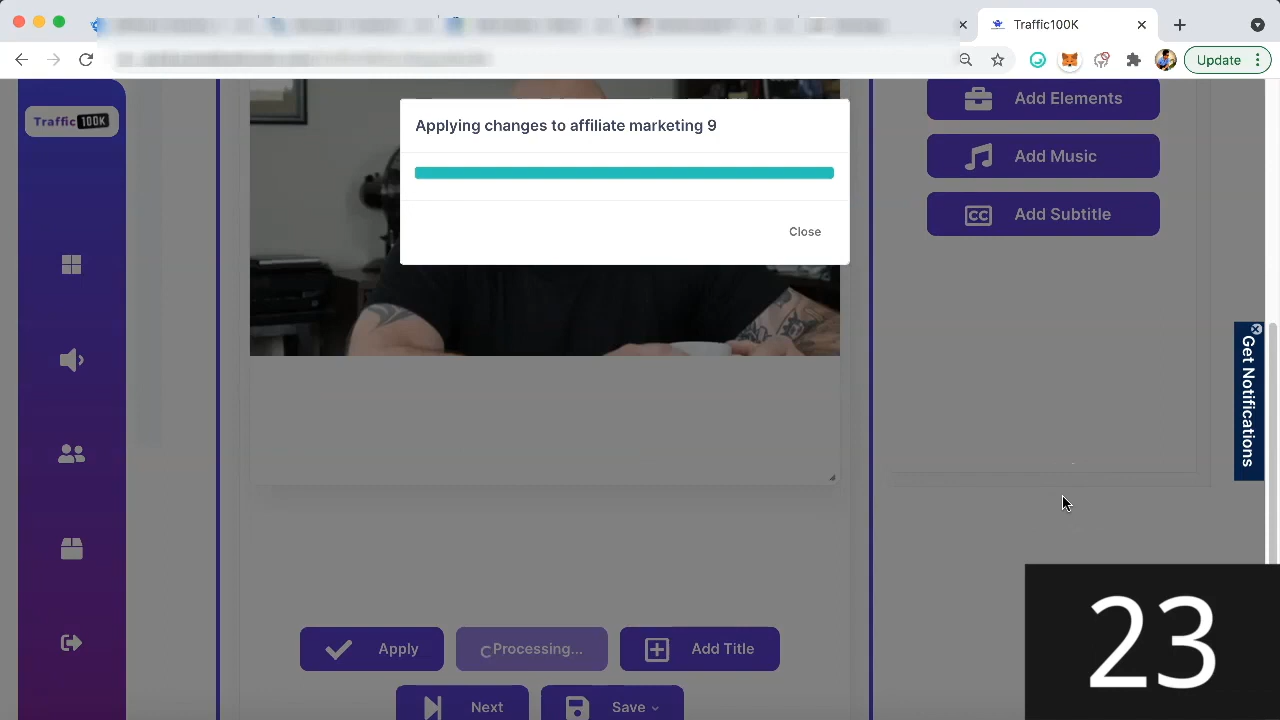 Traffic100K
Update
Traffic 100K
Applying changes to affiliate marketing 9
Close
Add Elements
Add Music
CC Add Subtitle
Get Notifications
Apply
Processing...
Add Title
Next
Save
23